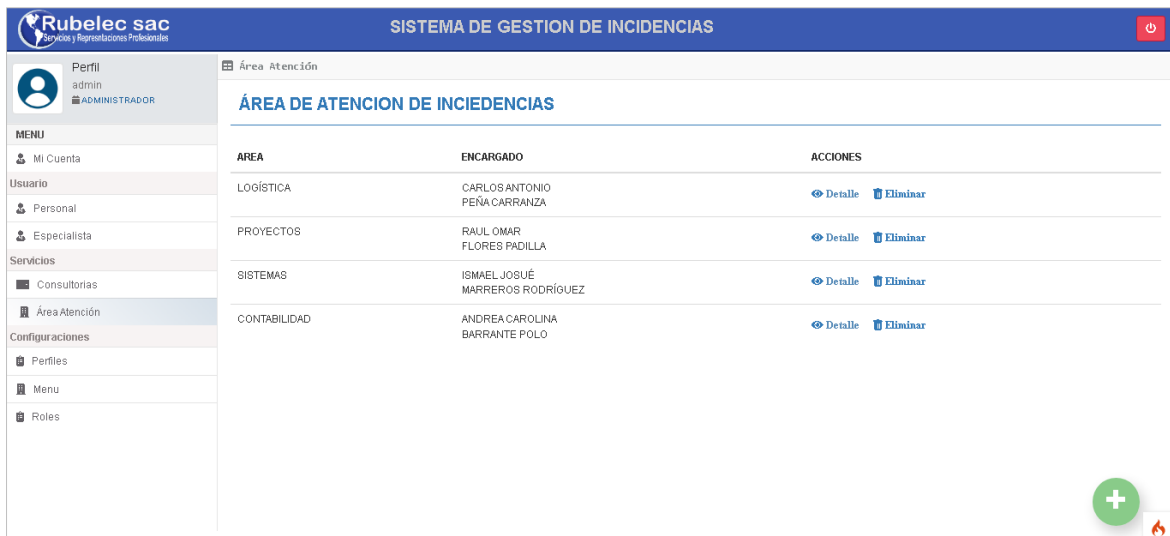 Rubelec sac
Servicios y Representaciones Profesionales
SISTEMA DE GESTION DE INCIDENCIAS
Perfil
admin
ADMINISTRADOR
MENU
Mi Cuenta
Usuario
Personal
Especialista
Servicios
Consultorias
Área Atención
Configuraciones
Perfiles
Menu
Roles
Área Atención
ÁREA DE ATENCION DE INCIEDENCIAS
AREA ENCARGADO ACCIONES
LOGÍSTICA CARLOS ANTONIO
PEÑA CARRANZA Detalle Eliminar
PROYECTOS RAUL OMAR
FLORES PADILLA Detalle Eliminar
SISTEMAS ISMAEL JOSUÉ
MARREROS RODRÍGUEZ Detalle Eliminar
CONTABILIDAD ANDREA CAROLINA
BARRANTE POLO Detalle Eliminar